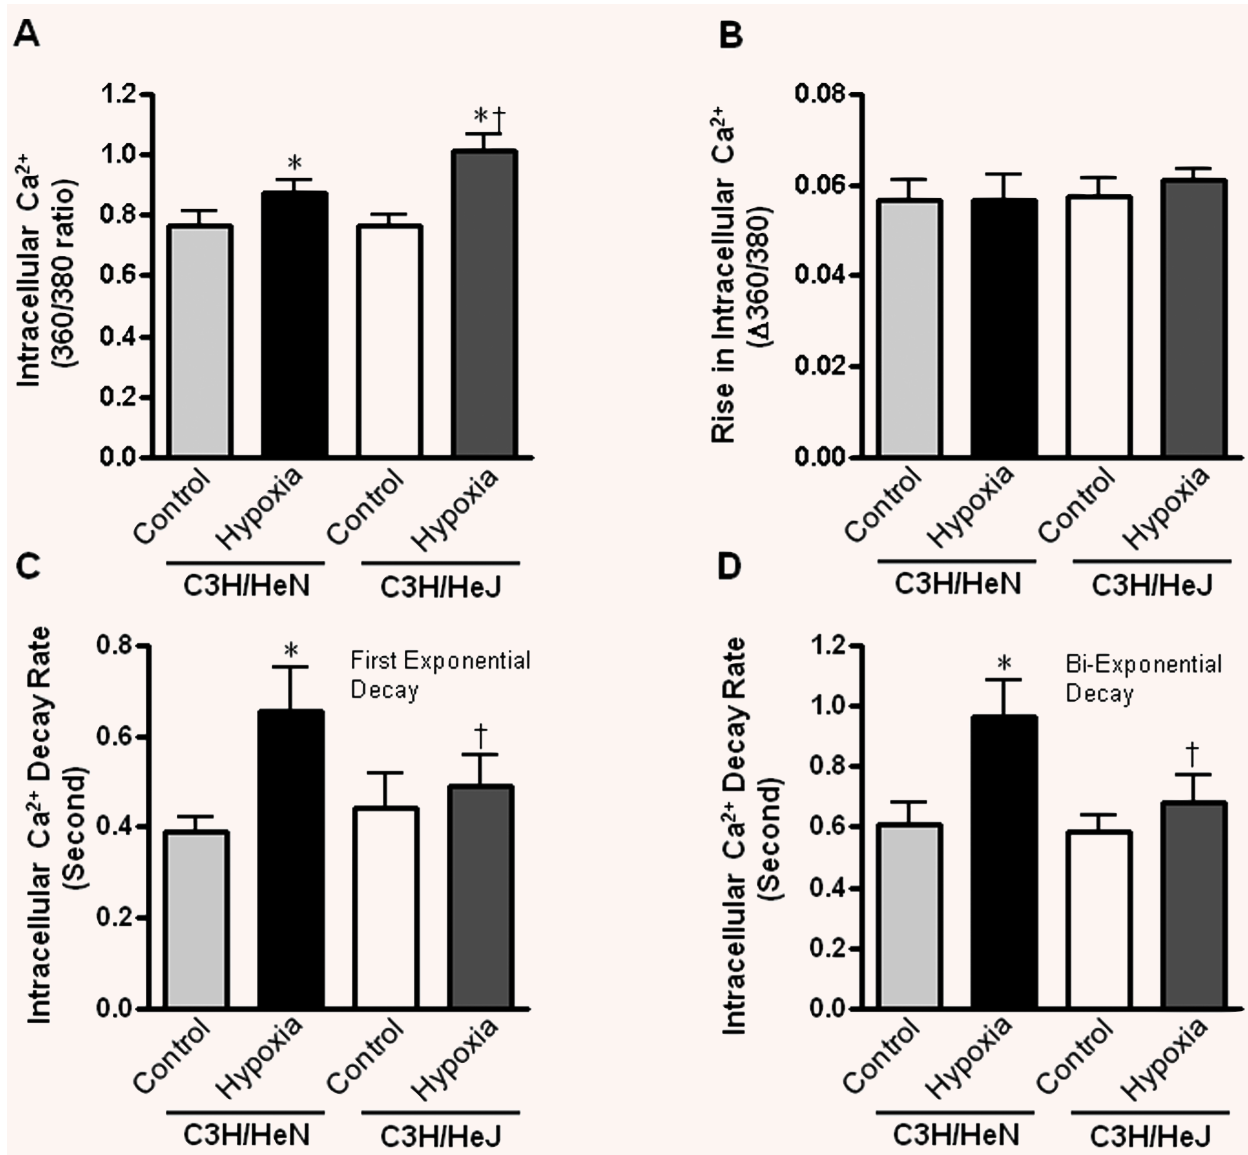 A
Intracellular Ca²⁺
(360/380 ratio)
1.2
1.0
0.8
0.6
0.4
0.2
0.0
*
*†
Control
Hypoxia
Control
Hypoxia
C3H/HeN
C3H/HeJ
B
Rise in Intracellular Ca²⁺
(Δ360/380)
0.08
0.06
0.04
0.02
0.00
Control
Hypoxia
Control
Hypoxia
C3H/HeN
C3H/HeJ
C
Intracellular Ca²⁺ Decay Rate
(Second)
0.8
0.6
0.4
0.2
0.0
*
First Exponential
Decay
†
Control
Hypoxia
Control
Hypoxia
C3H/HeN
C3H/HeJ
D
Intracellular Ca²⁺ Decay Rate
(Second)
1.2
1.0
0.8
0.6
0.4
0.2
0.0
*
Bi-Exponential
Decay
†
Control
Hypoxia
Control
Hypoxia
C3H/HeN
C3H/HeJ